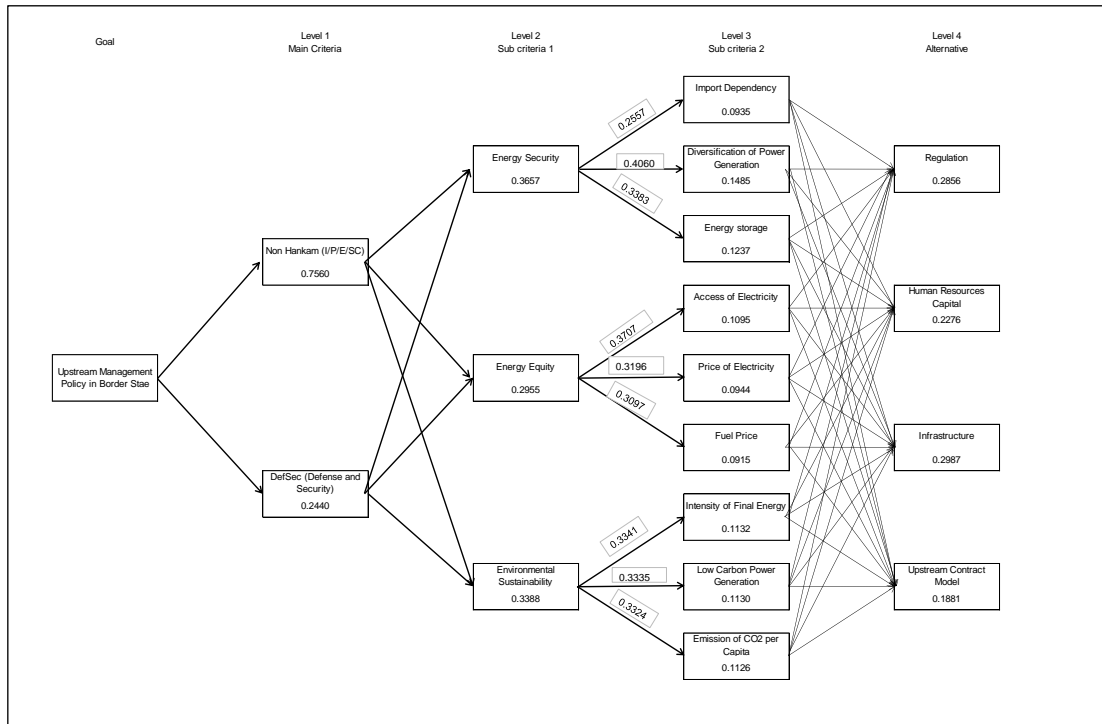 Goal
Level 1
Main Criteria
Level 2
Sub criteria 1
Level 3
Sub criteria 2
Level 4
Alternative
Upstream Management
Policy in Border Stae
Non Hankam (I/P/E/SC)
0.7560
DefSec (Defense and
Security)
0.2440
Energy Security
0.3657
Energy Equity
0.2955
Environmental
Sustainability
0.3388
0.2557
0.4060
0.3383
0.3707
0.3196
0.3097
0.3341
0.3335
0.3324
Import Dependency
0.0935
Diversification of Power
Generation
0.1485
Energy storage
0.1237
Access of Electricity
0.1095
Price of Electricity
0.0944
Fuel Price
0.0915
Intensity of Final Energy
0.1132
Low Carbon Power
Generation
0.1130
Emission of CO2 per
Capita
0.1126
Regulation
0.2856
Human Resources
Capital
0.2276
Infrastructure
0.2987
Upstream Contract
Model
0.1881